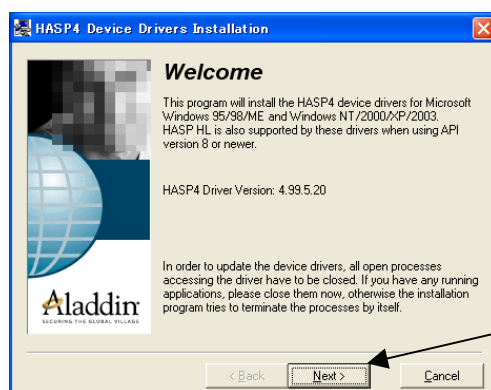 HASP4 Device Drivers Installation
Welcome
This program will install the HASP4 device drivers for Microsoft
Windows 95/98/ME and Windows NT/2000/XP/2003.
HASP HL is also supported by these drivers when using API
version 8 or newer.
HASP4 Driver Version: 4.99.5.20
In order to update the device drivers, all open processes
accessing the driver have to be closed. If you have any running
applications, please close them now, otherwise the installation
program tries to terminate the processes by itself.
Aladdin
SECURING THE GLOBAL VILLAGE
< Back
Next >
Cancel